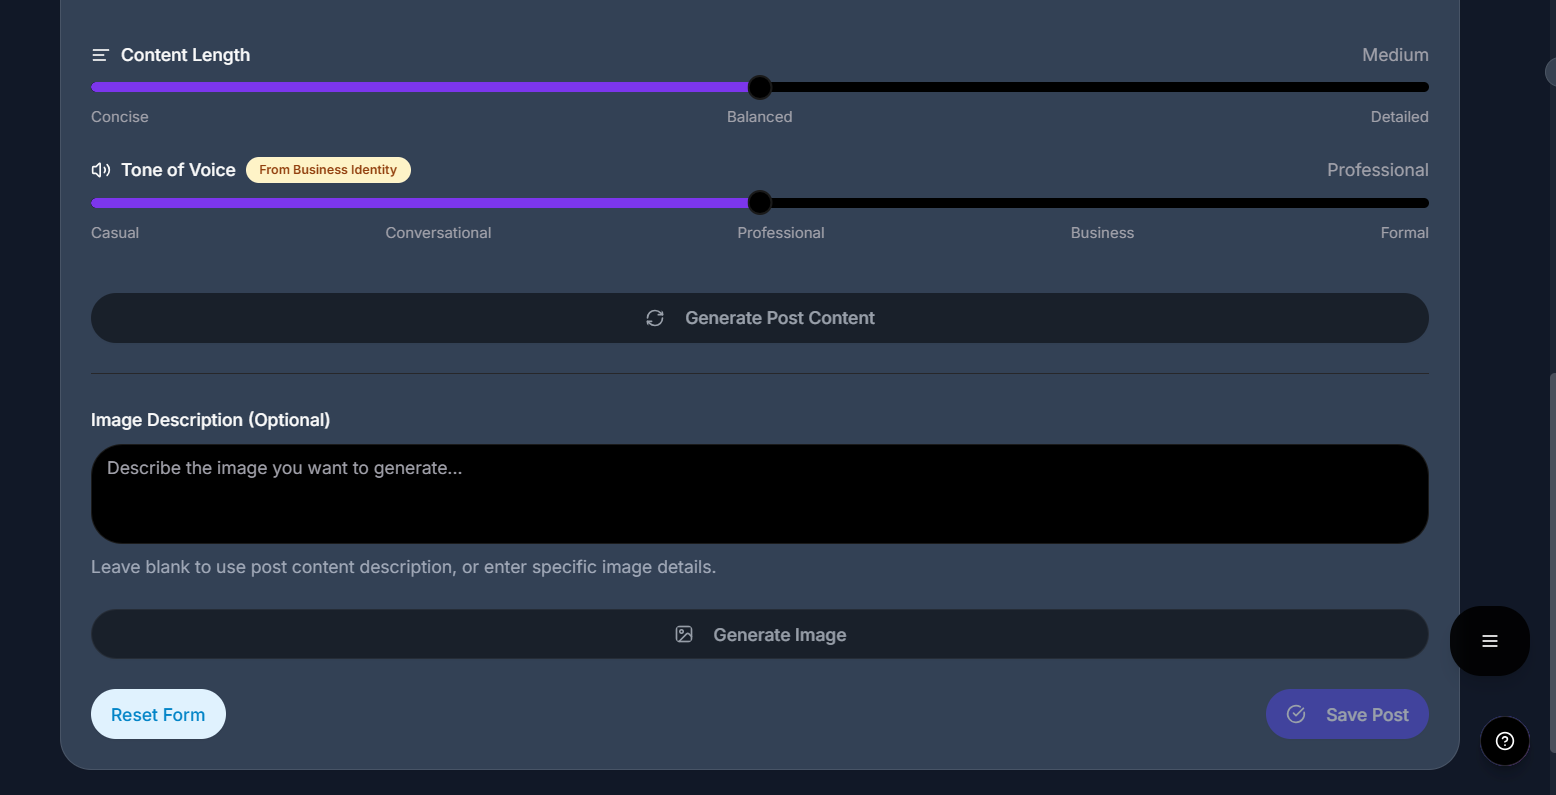 Content Length
Medium
Concise
Balanced
Detailed
Tone of Voice
From Business Identity
Professional
Casual
Conversational
Professional
Business
Formal
Generate Post Content
Image Description (Optional)
Describe the image you want to generate...
Leave blank to use post content description, or enter specific image details.
Generate Image
Reset Form
Save Post